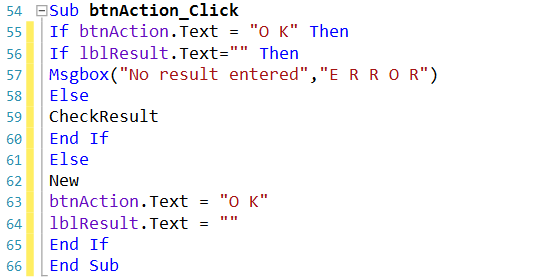 54 Sub btnAction_Click
55 If btnAction.Text = "O K" Then
56 If lblResult.Text="" Then
57 Msgbox("No result entered","E R R O R")
58 Else
59 CheckResult
60 End If
61 Else
62 New
63 btnAction.Text = "O K"
64 lblResult.Text = ""
65 End If
66 End Sub